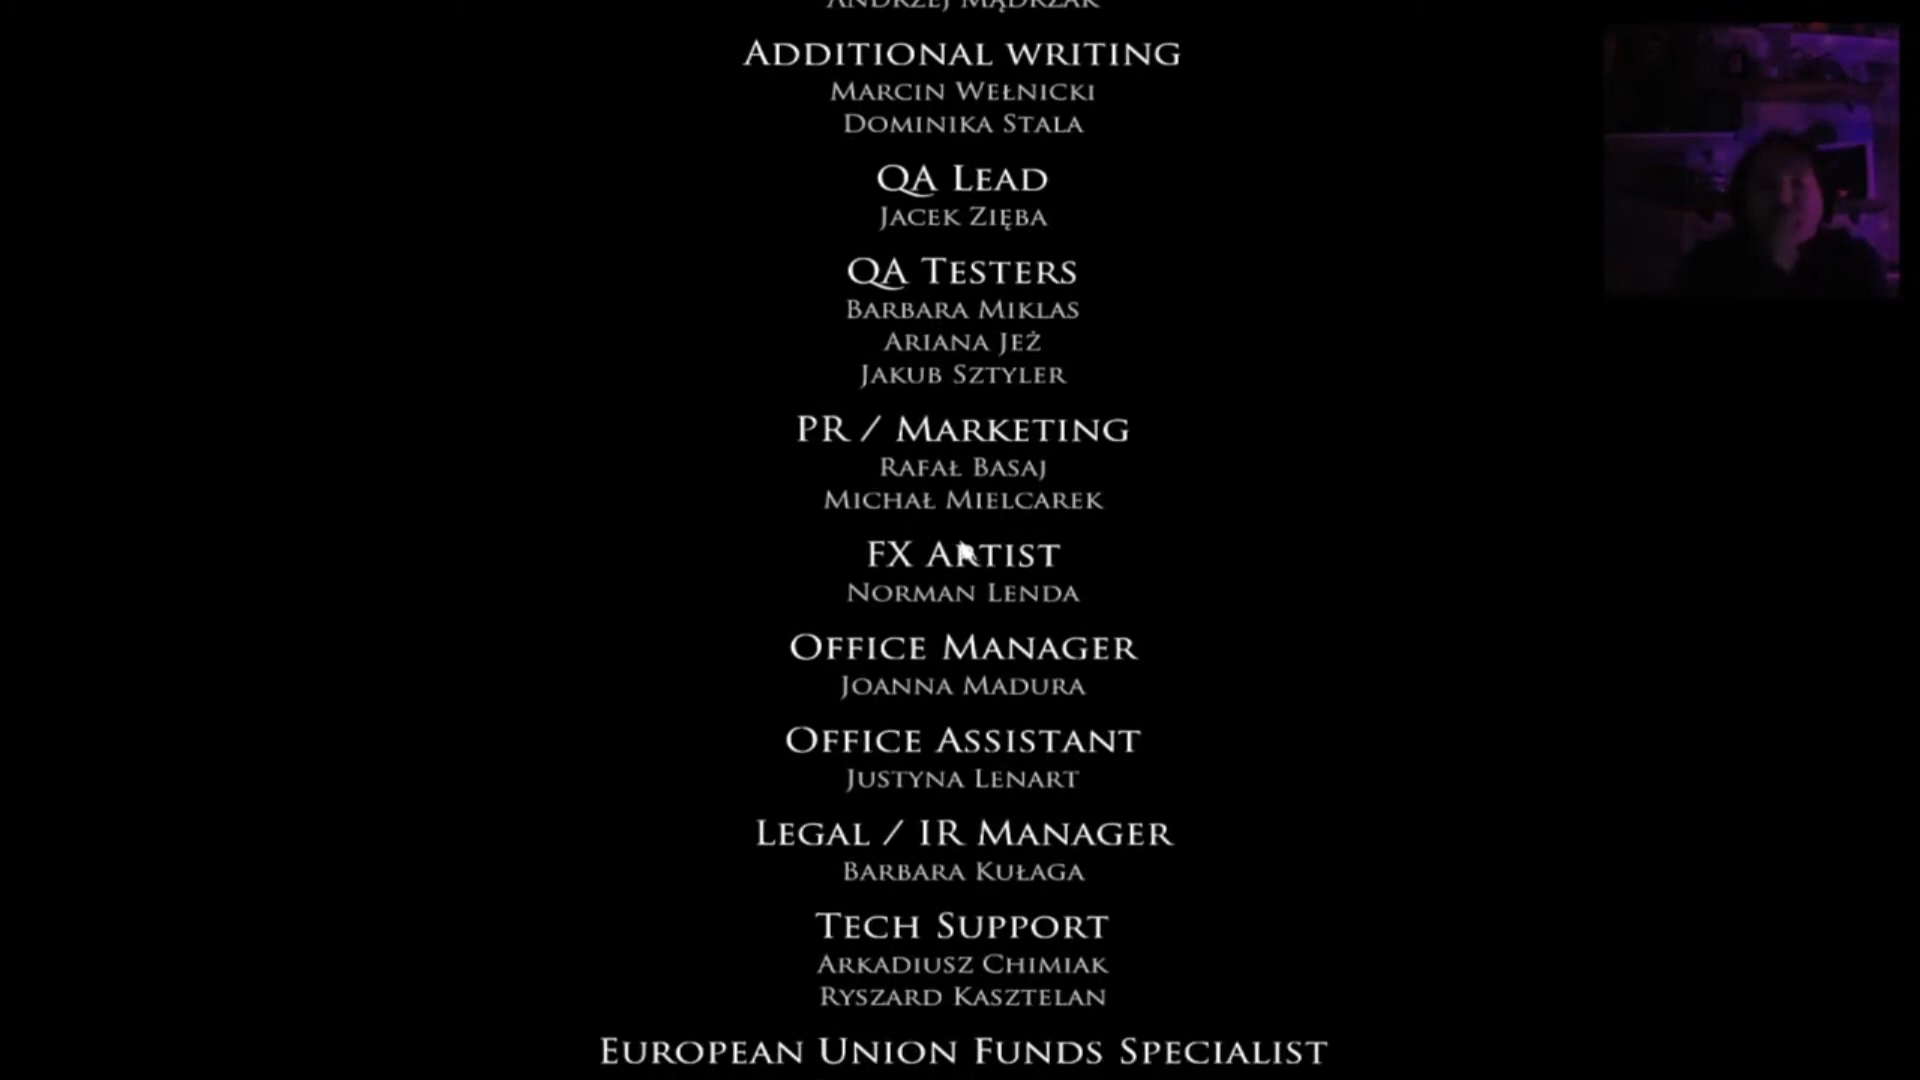 Andrzej Mądrzak
Additional writing
Marcin Wełnicki
Dominika Stala
QA Lead
Jacek Zięba
QA Testers
Barbara Miklas
Ariana Jeż
Jakub Sztyler
PR / Marketing
Rafał Basaj
Michał Mielcarek
FX Artist
Norman Lenda
Office Manager
Joanna Madura
Office Assistant
Justyna Lenart
Legal / IR Manager
Barbara Kułaga
Tech Support
Arkadiusz Chimiak
Ryszard Kasztelan
European Union Funds Specialist